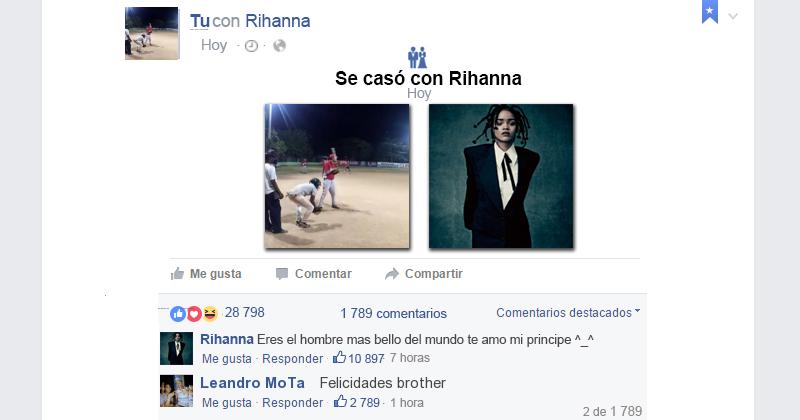 Tu con Rihanna
Hoy
Se casó con Rihanna
Hoy
Me gusta Comentar Compartir
28 798 1 789 comentarios Comentarios destacados
Rihanna Eres el hombre mas bello del mundo te amo mi principe ^_^
Me gusta · Responder · 10 897 · 7 horas
Leandro MoTa Felicidades brother
Me gusta · Responder · 2 789 · 1 hora
2 de 1 789